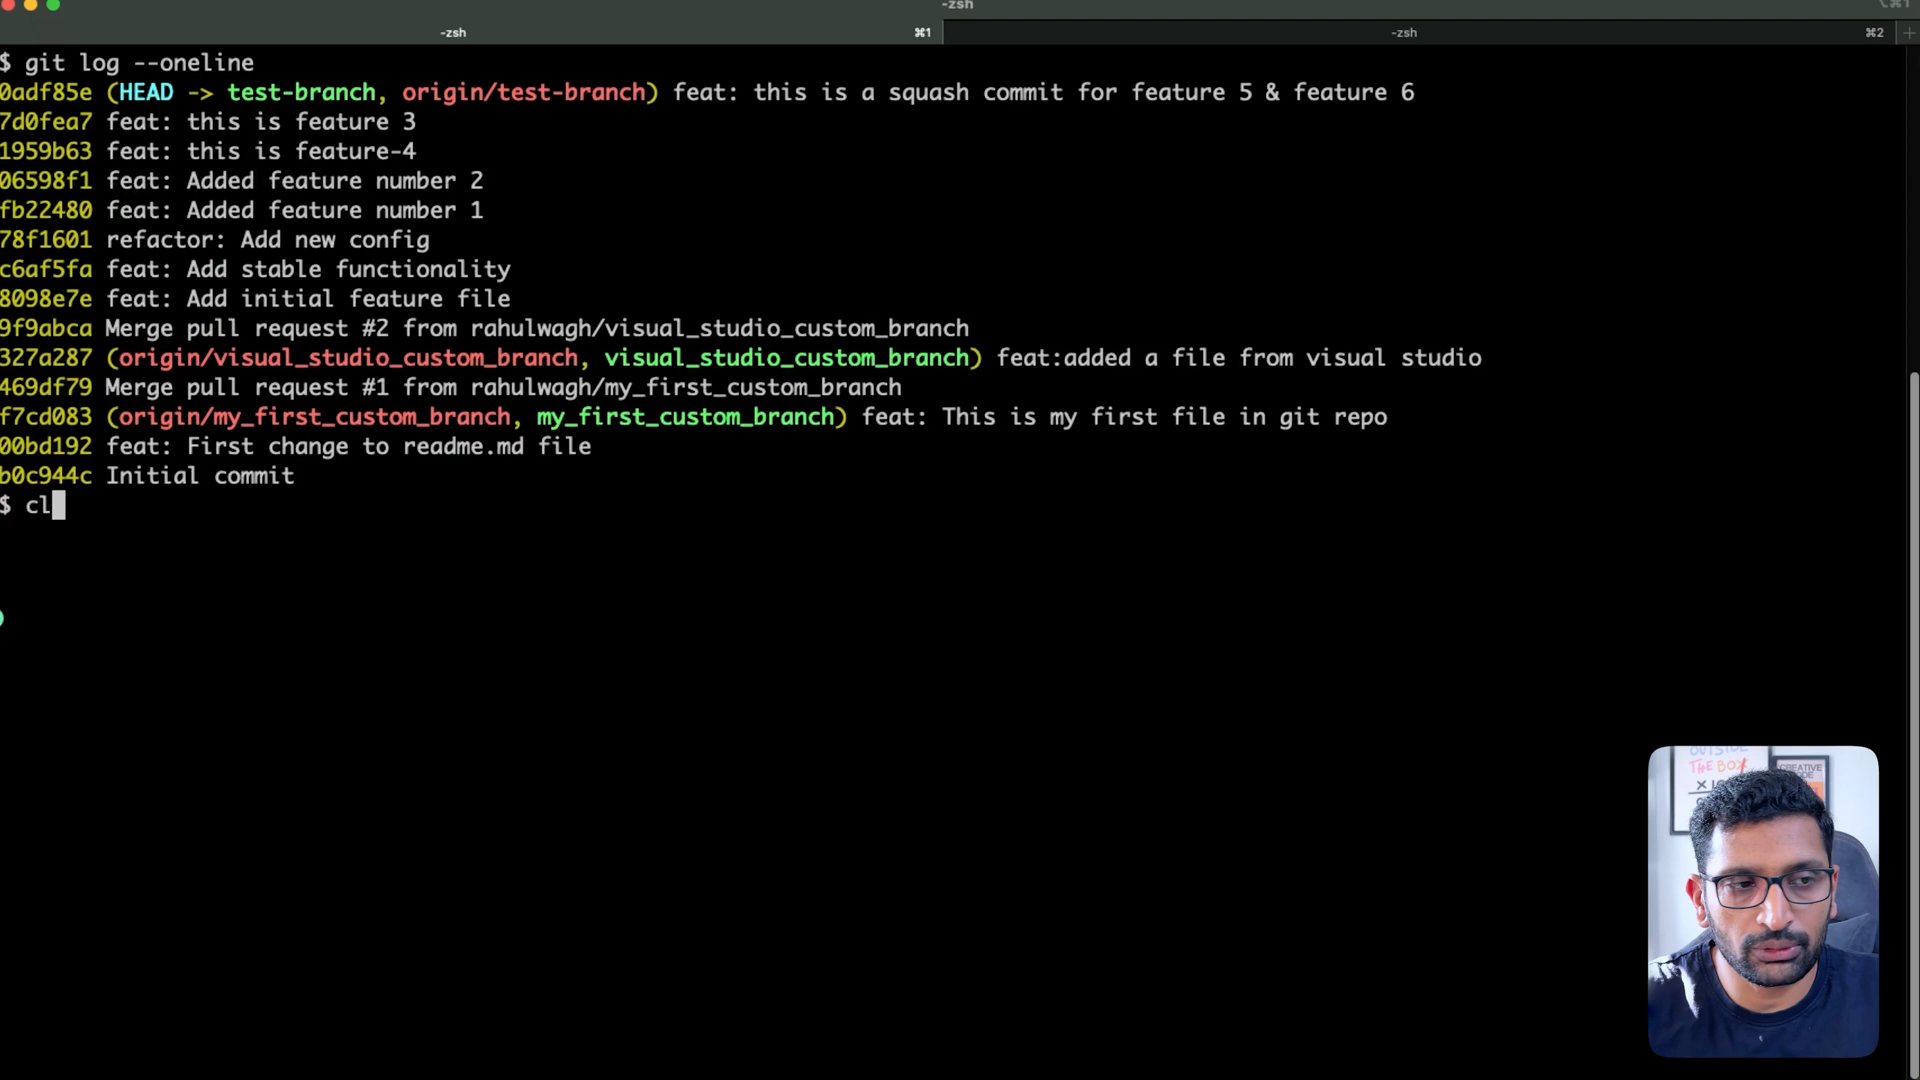 -zsh
⌥⌘1
-zsh ⌘1 -zsh ⌘2 +
$ git log --oneline
0adf85e (HEAD -> test-branch, origin/test-branch) feat: this is a squash commit for feature 5 & feature 6
7d0fea7 feat: this is feature 3
1959b63 feat: this is feature-4
06598f1 feat: Added feature number 2
fb22480 feat: Added feature number 1
78f1601 refactor: Add new config
c6af5fa feat: Add stable functionality
8098e7e feat: Add initial feature file
9f9abca Merge pull request #2 from rahulwagh/visual_studio_custom_branch
327a287 (origin/visual_studio_custom_branch, visual_studio_custom_branch) feat:added a file from visual studio
469df79 Merge pull request #1 from rahulwagh/my_first_custom_branch
f7cd083 (origin/my_first_custom_branch, my_first_custom_branch) feat: This is my first file in git repo
00bd192 feat: First change to readme.md file
b0c944c Initial commit
$ cl
OUTSIDE
THE BOX
CREATIVE